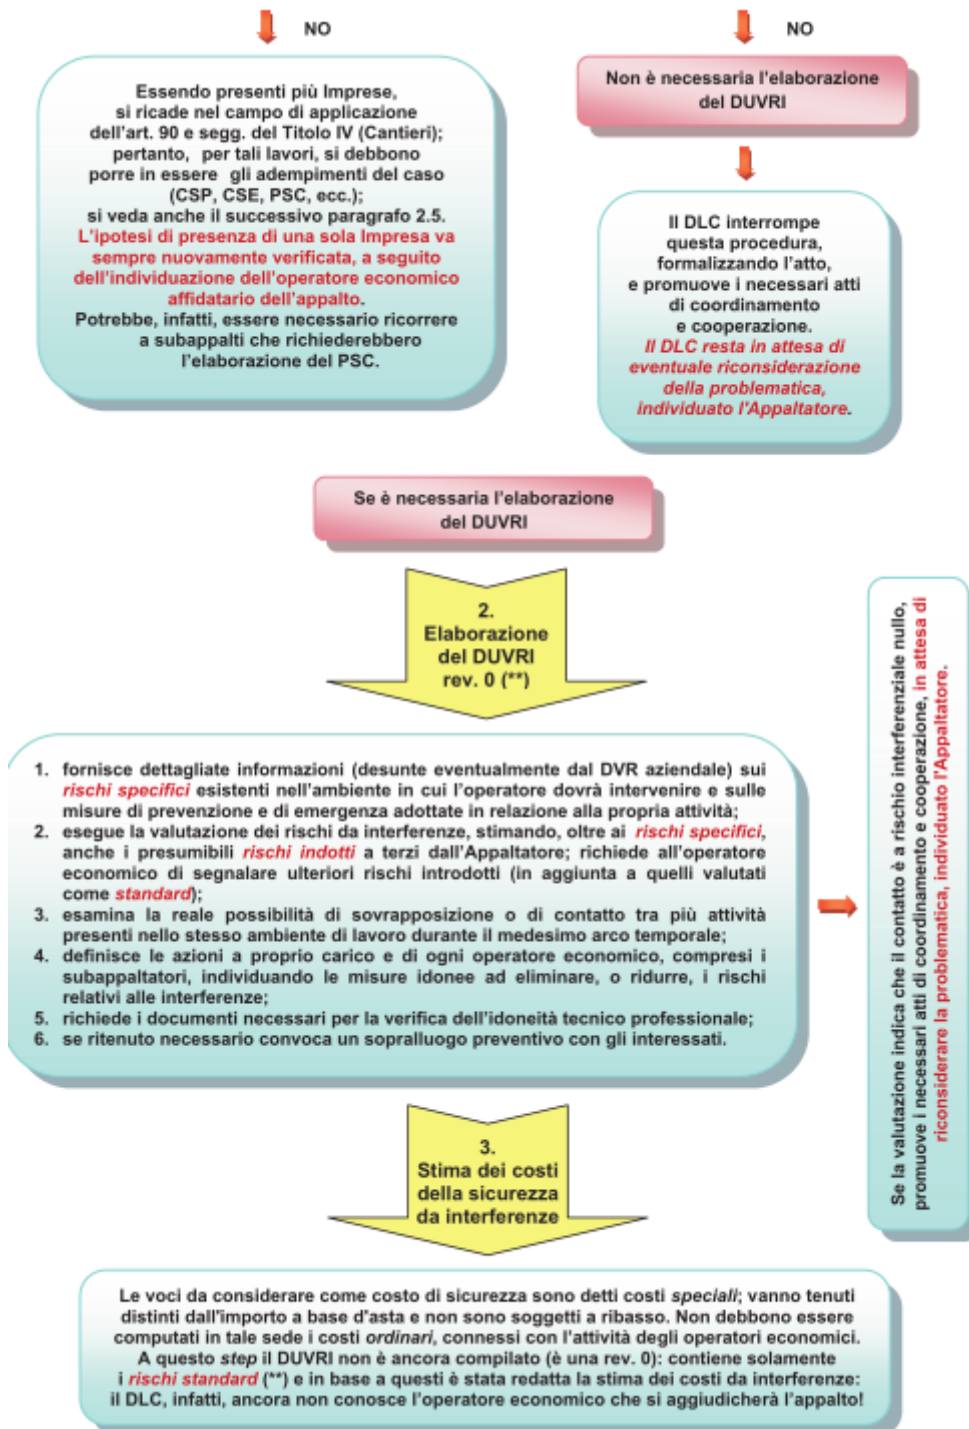 NO
Essendo presenti più Imprese,
si ricade nel campo di applicazione
dell'art. 90 e segg. del Titolo IV (Cantieri);
pertanto, per tali lavori, si debbono
porre in essere gli adempimenti del caso
(CSP, CSE, PSC, ecc.);
si veda anche il successivo paragrafo 2.5.
L'ipotesi di presenza di una sola Impresa va
sempre nuovamente verificata, a seguito
dell'individuazione dell'operatore economico
affidatario dell'appalto.
Potrebbe, infatti, essere necessario ricorrere
a subappalti che richiederebbero
l'elaborazione del PSC.
NO
Non è necessaria l'elaborazione
del DUVRI
Il DLC interrompe
questa procedura,
formalizzando l'atto,
e promuove i necessari atti
di coordinamento
e cooperazione.
Il DLC resta in attesa di
eventuale riconsiderazione
della problematica,
individuato l'Appaltatore.
Se è necessaria l'elaborazione
del DUVRI
2.
Elaborazione
del DUVRI
rev. 0 (**)
1. fornisce dettagliate informazioni (desunte eventualmente dal DVR aziendale) sui
rischi specifici esistenti nell'ambiente in cui l'operatore dovrà intervenire e sulle
misure di prevenzione e di emergenza adottate in relazione alla propria attività;
2. esegue la valutazione dei rischi da interferenze, stimando, oltre ai rischi specifici,
anche i presumibili rischi indotti a terzi dall'Appaltatore; richiede all'operatore
economico di segnalare ulteriori rischi introdotti (in aggiunta a quelli valutati
come standard);
3. esamina la reale possibilità di sovrapposizione o di contatto tra più attività
presenti nello stesso ambiente di lavoro durante il medesimo arco temporale;
4. definisce le azioni a proprio carico e di ogni operatore economico, compresi i
subappaltatori, individuando le misure idonee ad eliminare, o ridurre, i rischi
relativi alle interferenze;
5. richiede i documenti necessari per la verifica dell'idoneità tecnico professionale;
6. se ritenuto necessario convoca un sopralluogo preventivo con gli interessati.
Se la valutazione indica che il contatto è a rischio interferenziale nullo,
promuove i necessari atti di coordinamento e cooperazione, in attesa di
riconsiderare la problematica, individuato l'Appaltatore.
3.
Stima dei costi
della sicurezza
da interferenze
Le voci da considerare come costo di sicurezza sono detti costi speciali; vanno tenuti
distinti dall'importo a base d'asta e non sono soggetti a ribasso. Non debbono essere
computati in tale sede i costi ordinari, connessi con l'attività degli operatori economici.
A questo step il DUVRI non è ancora compilato (è una rev. 0): contiene solamente
i rischi standard (**) e in base a questi è stata redatta la stima dei costi da interferenze:
il DLC, infatti, ancora non conosce l'operatore economico che si aggiudicherà l'appalto!